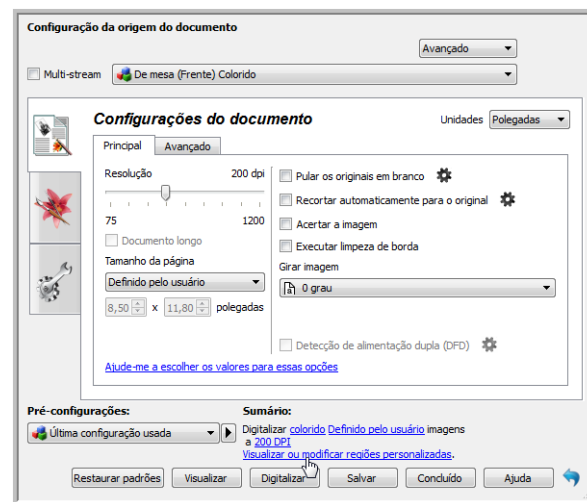 Configuração da origem do documento
Avançado
Multi-stream De mesa (Frente) Colorido
Configurações do documento Unidades Polegadas
Principal Avançado
Resolução 200 dpi
75 1200
Documento longo
Tamanho da página
Definido pelo usuário
8,50 x 11,80 polegadas
Pular os originais em branco
Recortar automaticamente para o original
Acertar a imagem
Executar limpeza de borda
Girar imagem
0 grau
Detecção de alimentação dupla (DFD)
Ajude-me a escolher os valores para essas opções
Pré-configurações:
Última configuração usada
Sumário:
Digitalizar colorido Definido pelo usuário imagens
a 200 DPI
Visualizar ou modificar regiões personalizadas.
Restaurar padrões Visualizar Digitalizar Salvar Concluído Ajuda